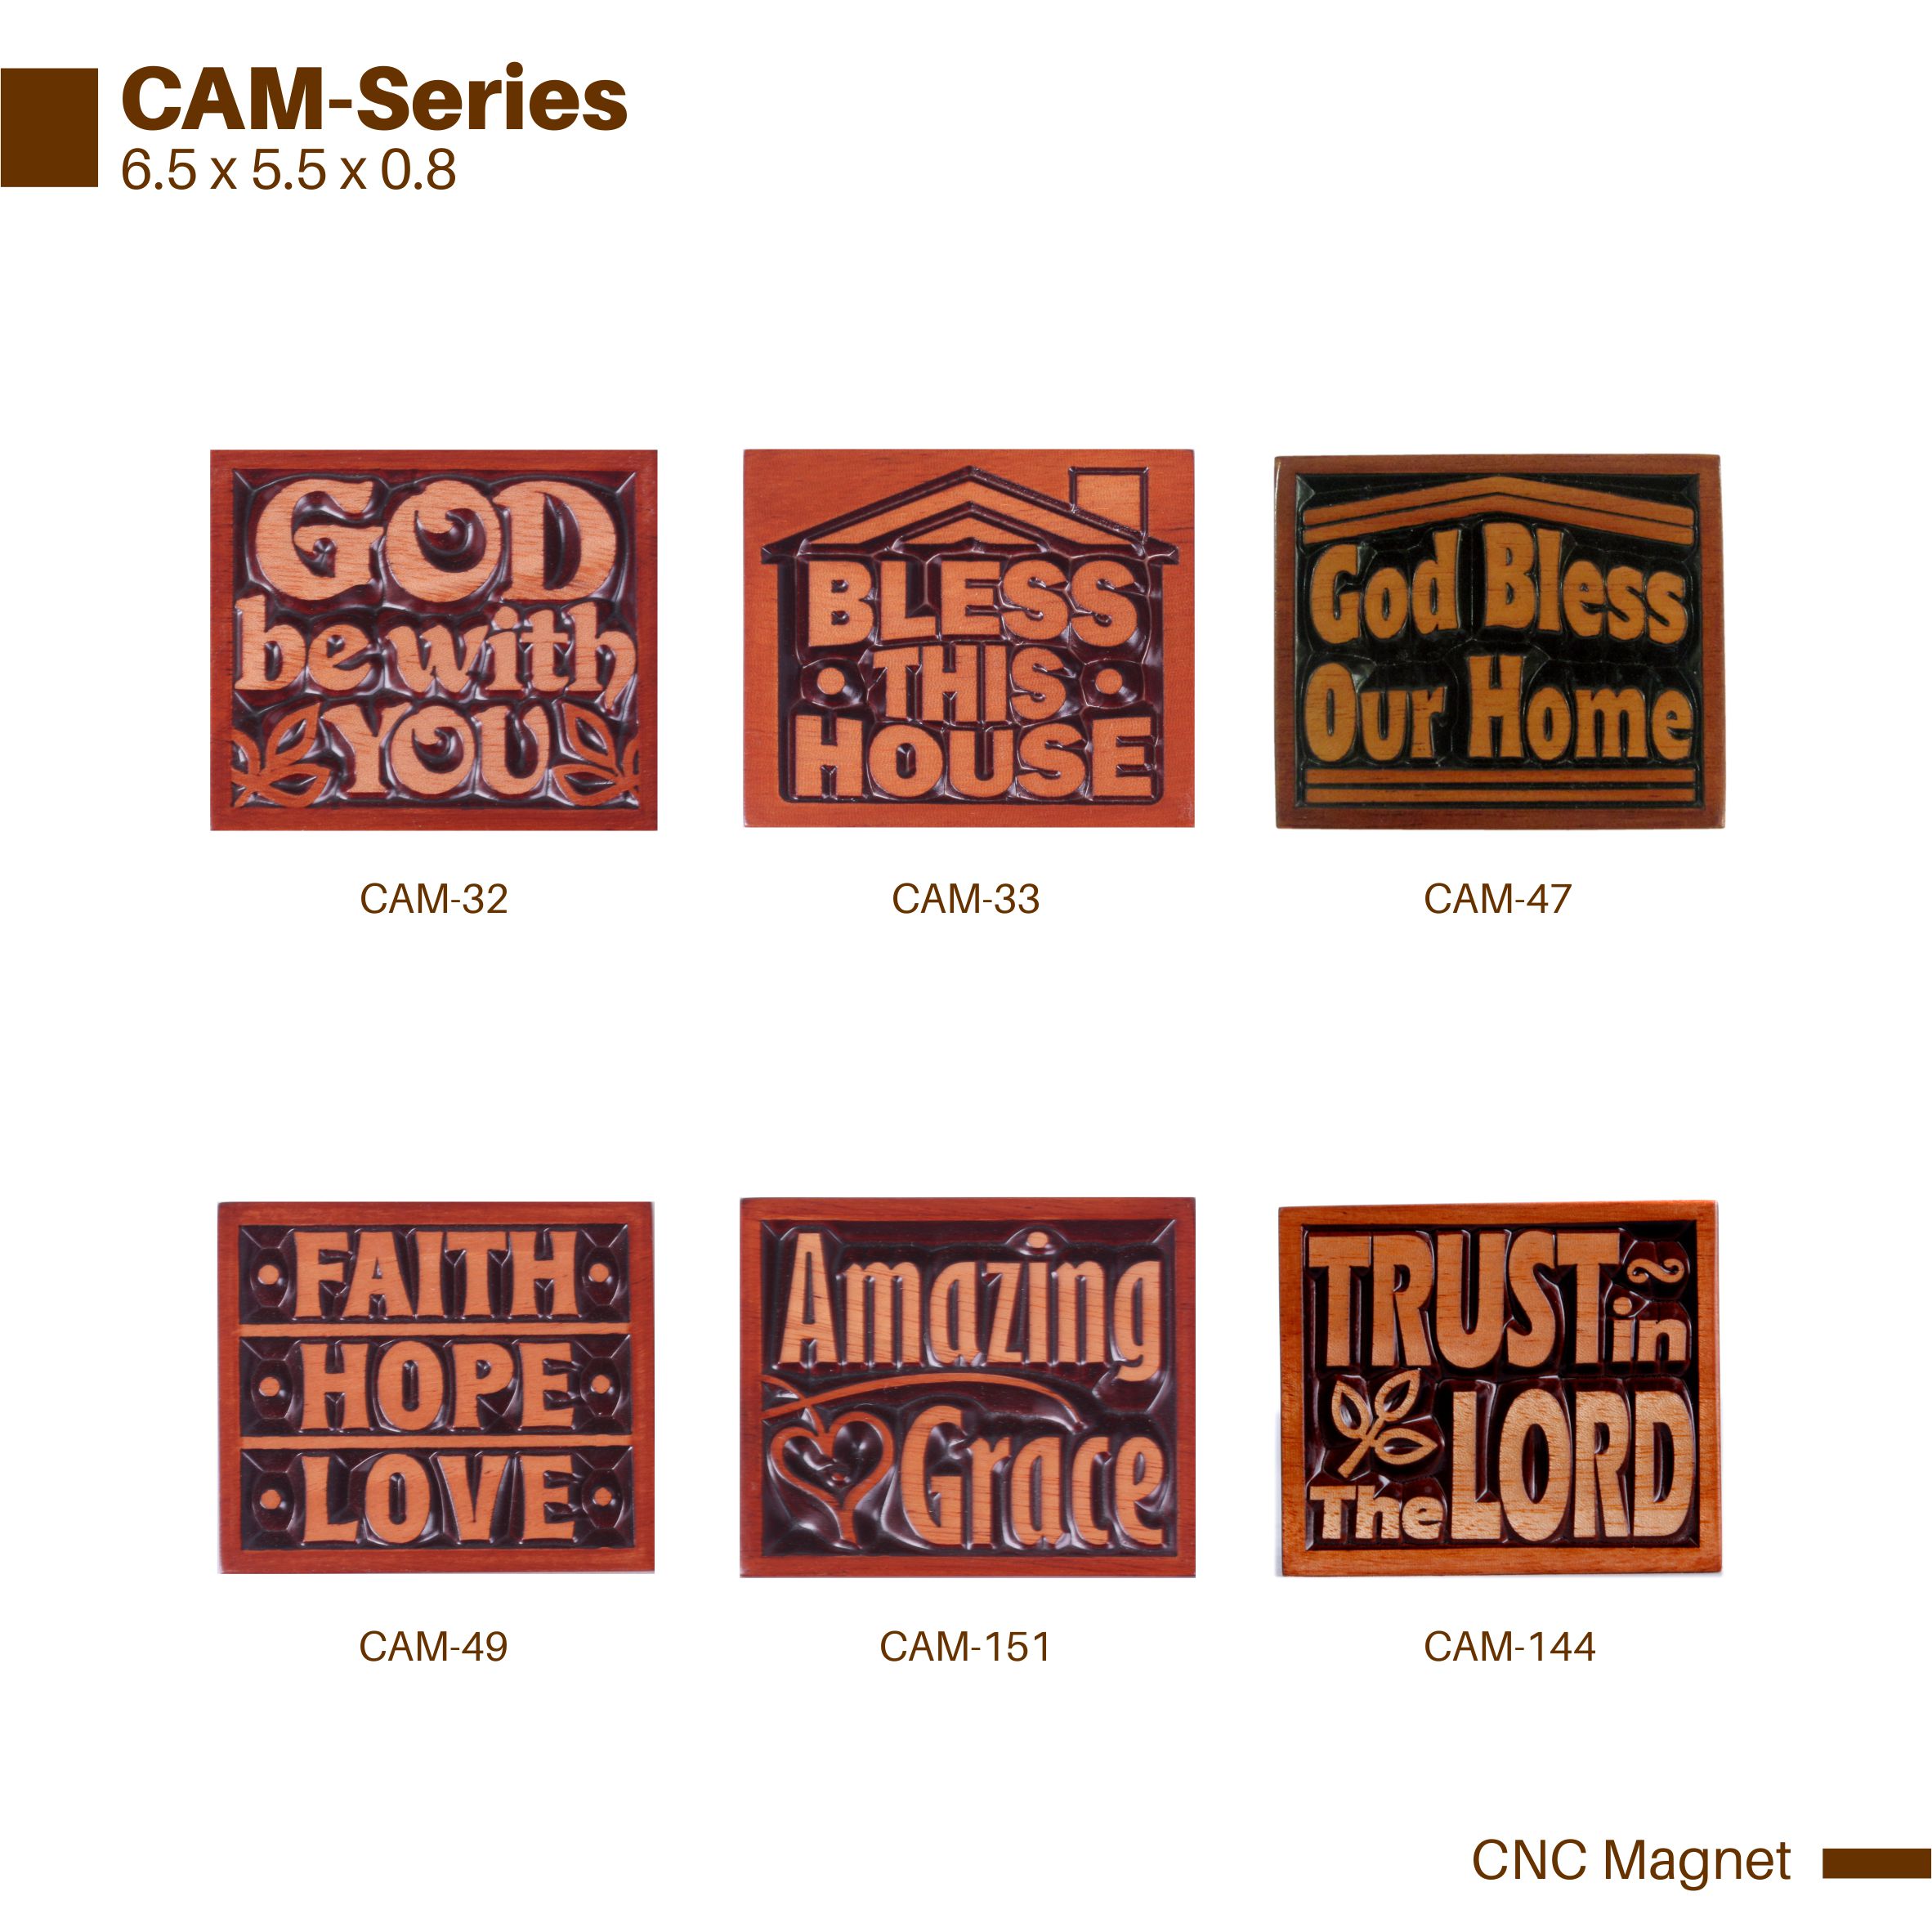 CAM-Series
6.5 x 5.5 x 0.8
GOD
be with
YOU
CAM-32
BLESS
THIS
HOUSE
CAM-33
God Bless
Our Home
CAM-47
FAITH
HOPE
LOVE
CAM-49
Amazing
Grace
CAM-151
TRUST
in
The LORD
CAM-144
CNC Magnet